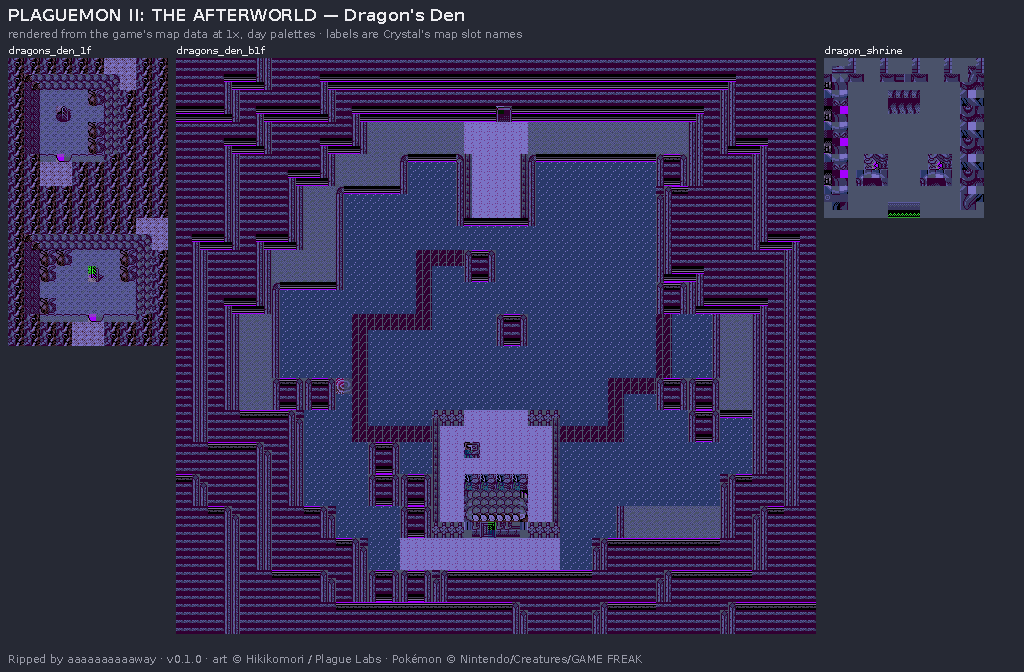 PLAGUEMON II: THE AFTERWORLD — Dragon's Den
rendered from the game's map data at 1x, day palettes · labels are Crystal's map slot names
dragons_den_1f
dragons_den_b1f
dragon_shrine
Ripped by aaaaaaaaaaway · v0.1.0 · art © Hikikomori / Plague Labs · Pokémon © Nintendo/Creatures/GAME FREAK